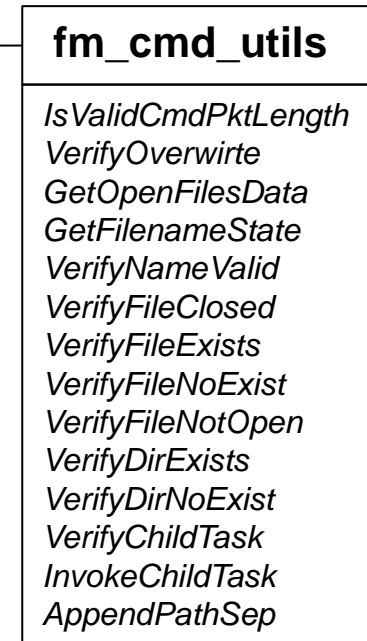 fm_cmd_utils
IsValidCmdPktLength
VerifyOverwirte
GetOpenFilesData
GetFilenameState
VerifyNameValid
VerifyFileClosed
VerifyFileExists
VerifyFileNoExist
VerifyFileNotOpen
VerifyDirExists
VerifyDirNoExist
VerifyChildTask
InvokeChildTask
AppendPathSep